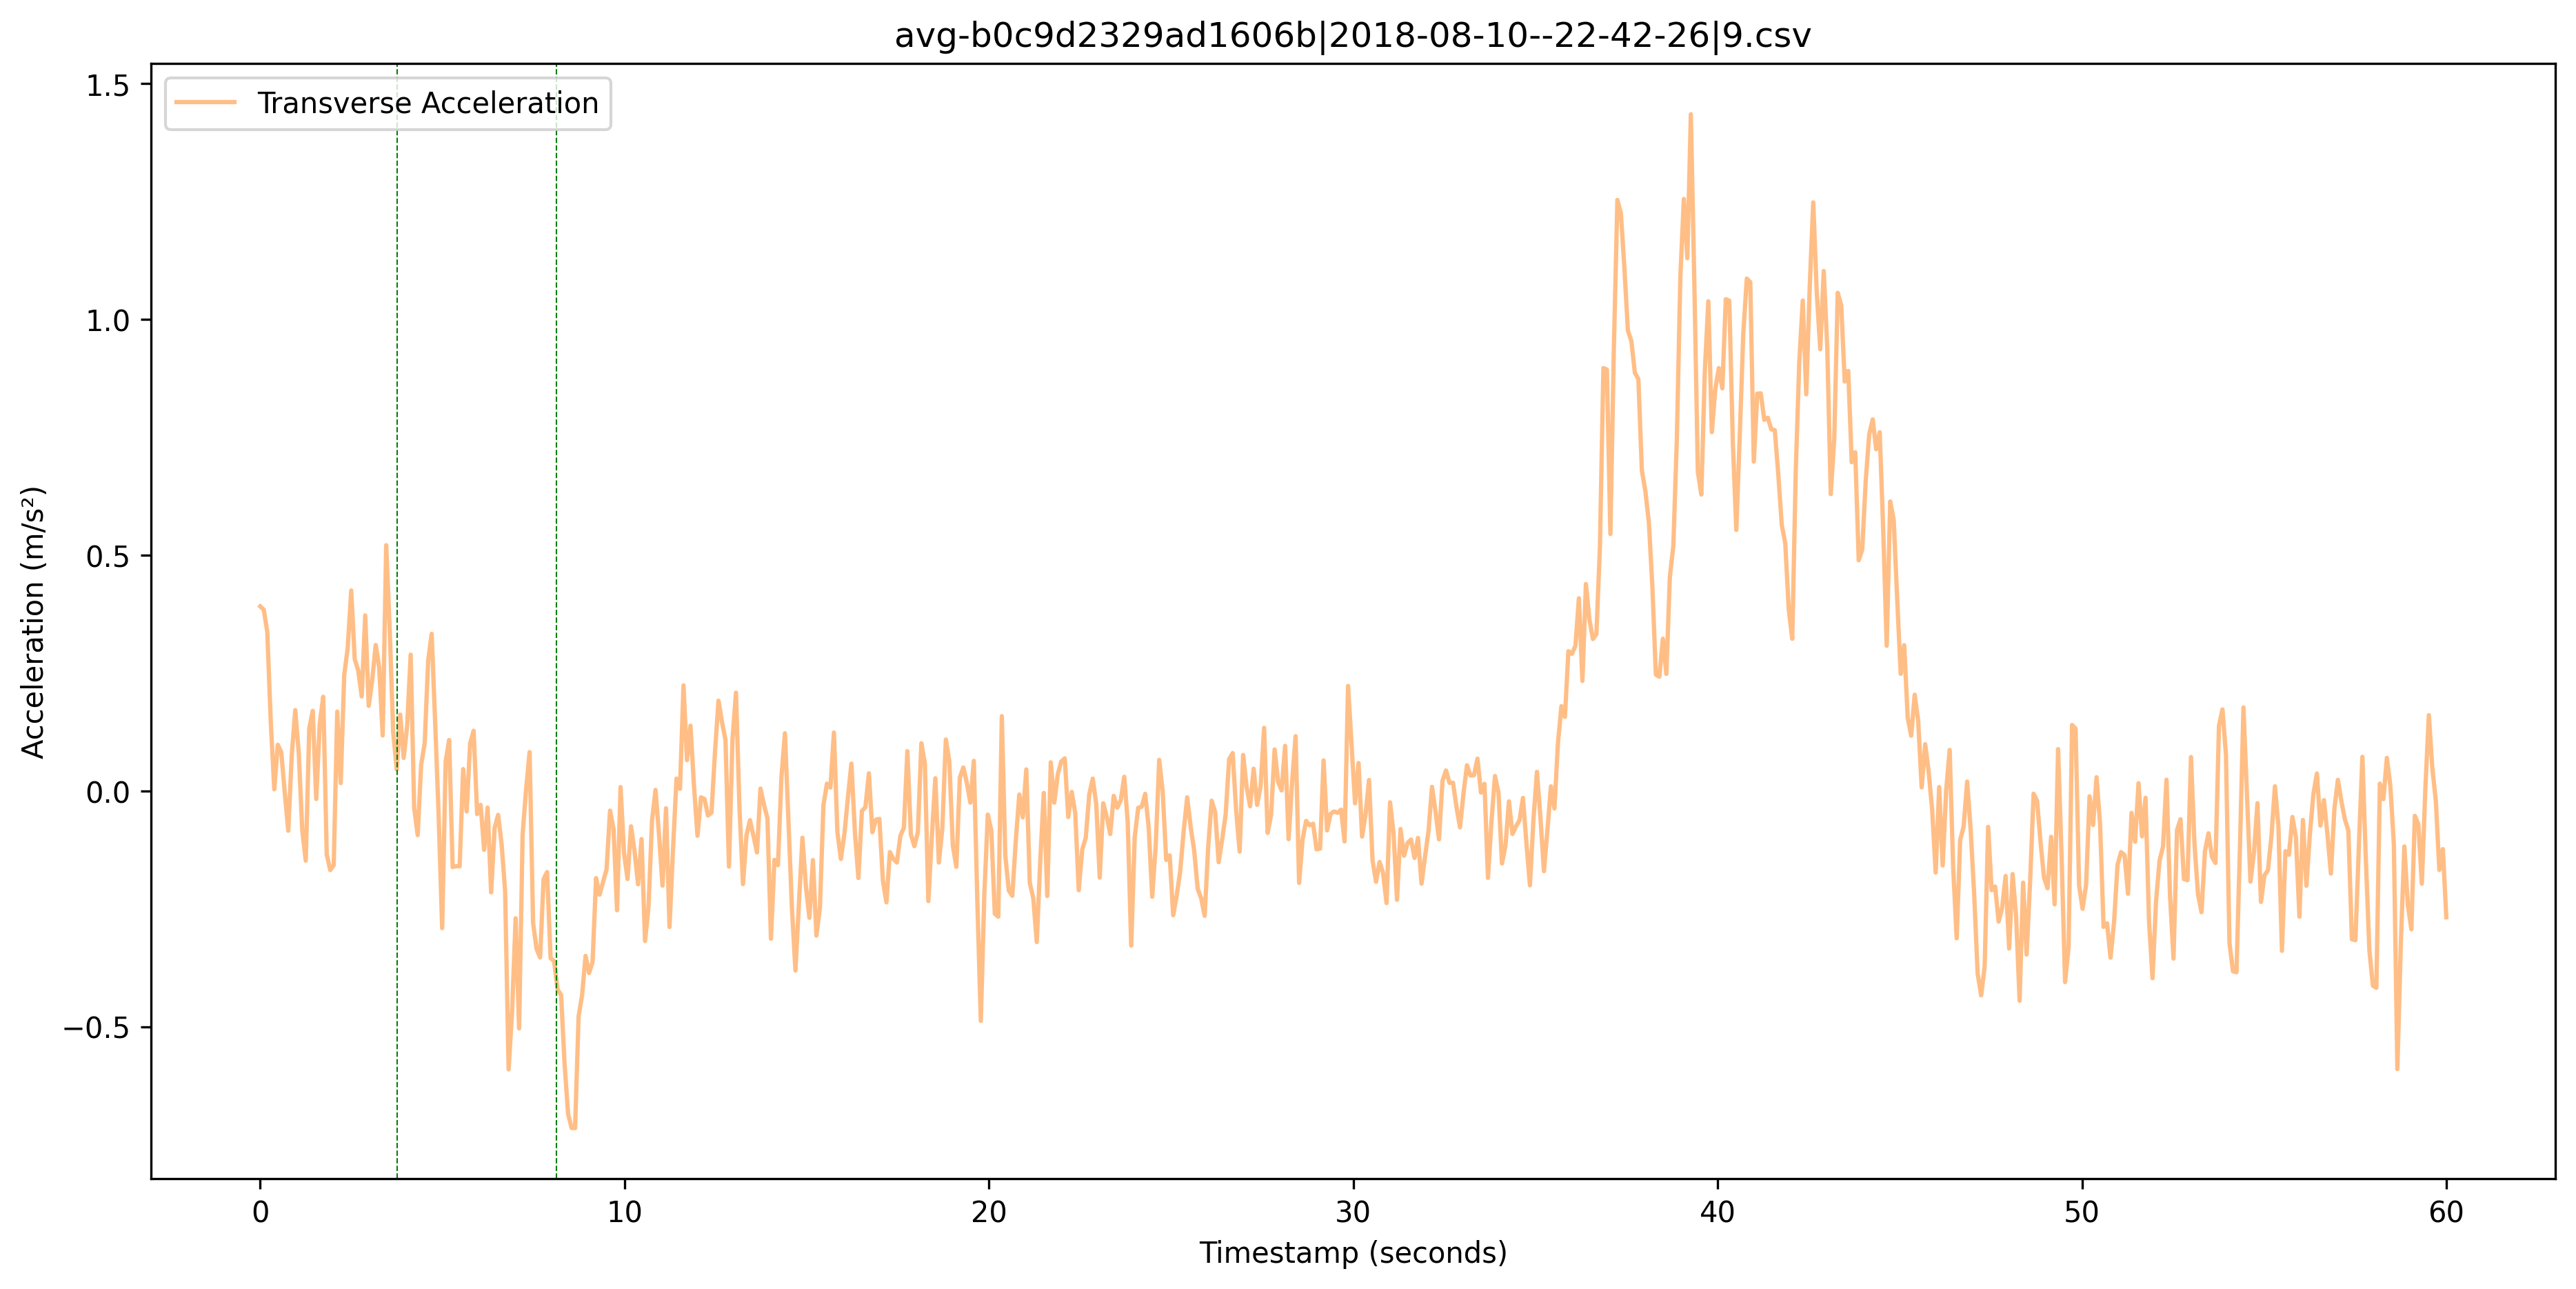 avg-b0c9d2329ad1606b|2018-08-10--22-42-26|9.csv
Transverse Acceleration
Acceleration (m/s²)
1.5
1.0
0.5
0.0
−0.5
0 10 20 30 40 50 60
Timestamp (seconds)